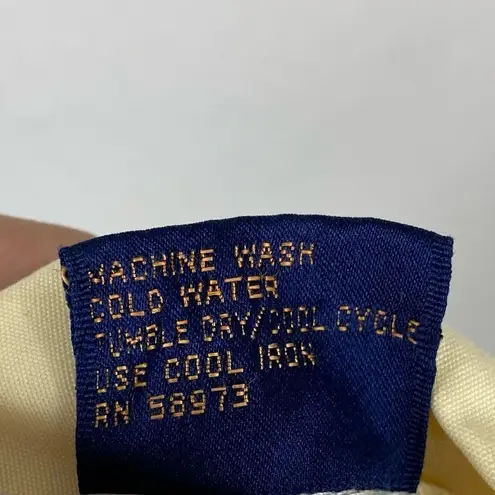 MACHINE WASH
COLD WATER
TUMBLE DRY/COOL CYCLE
USE COOL IRON
RN 58973